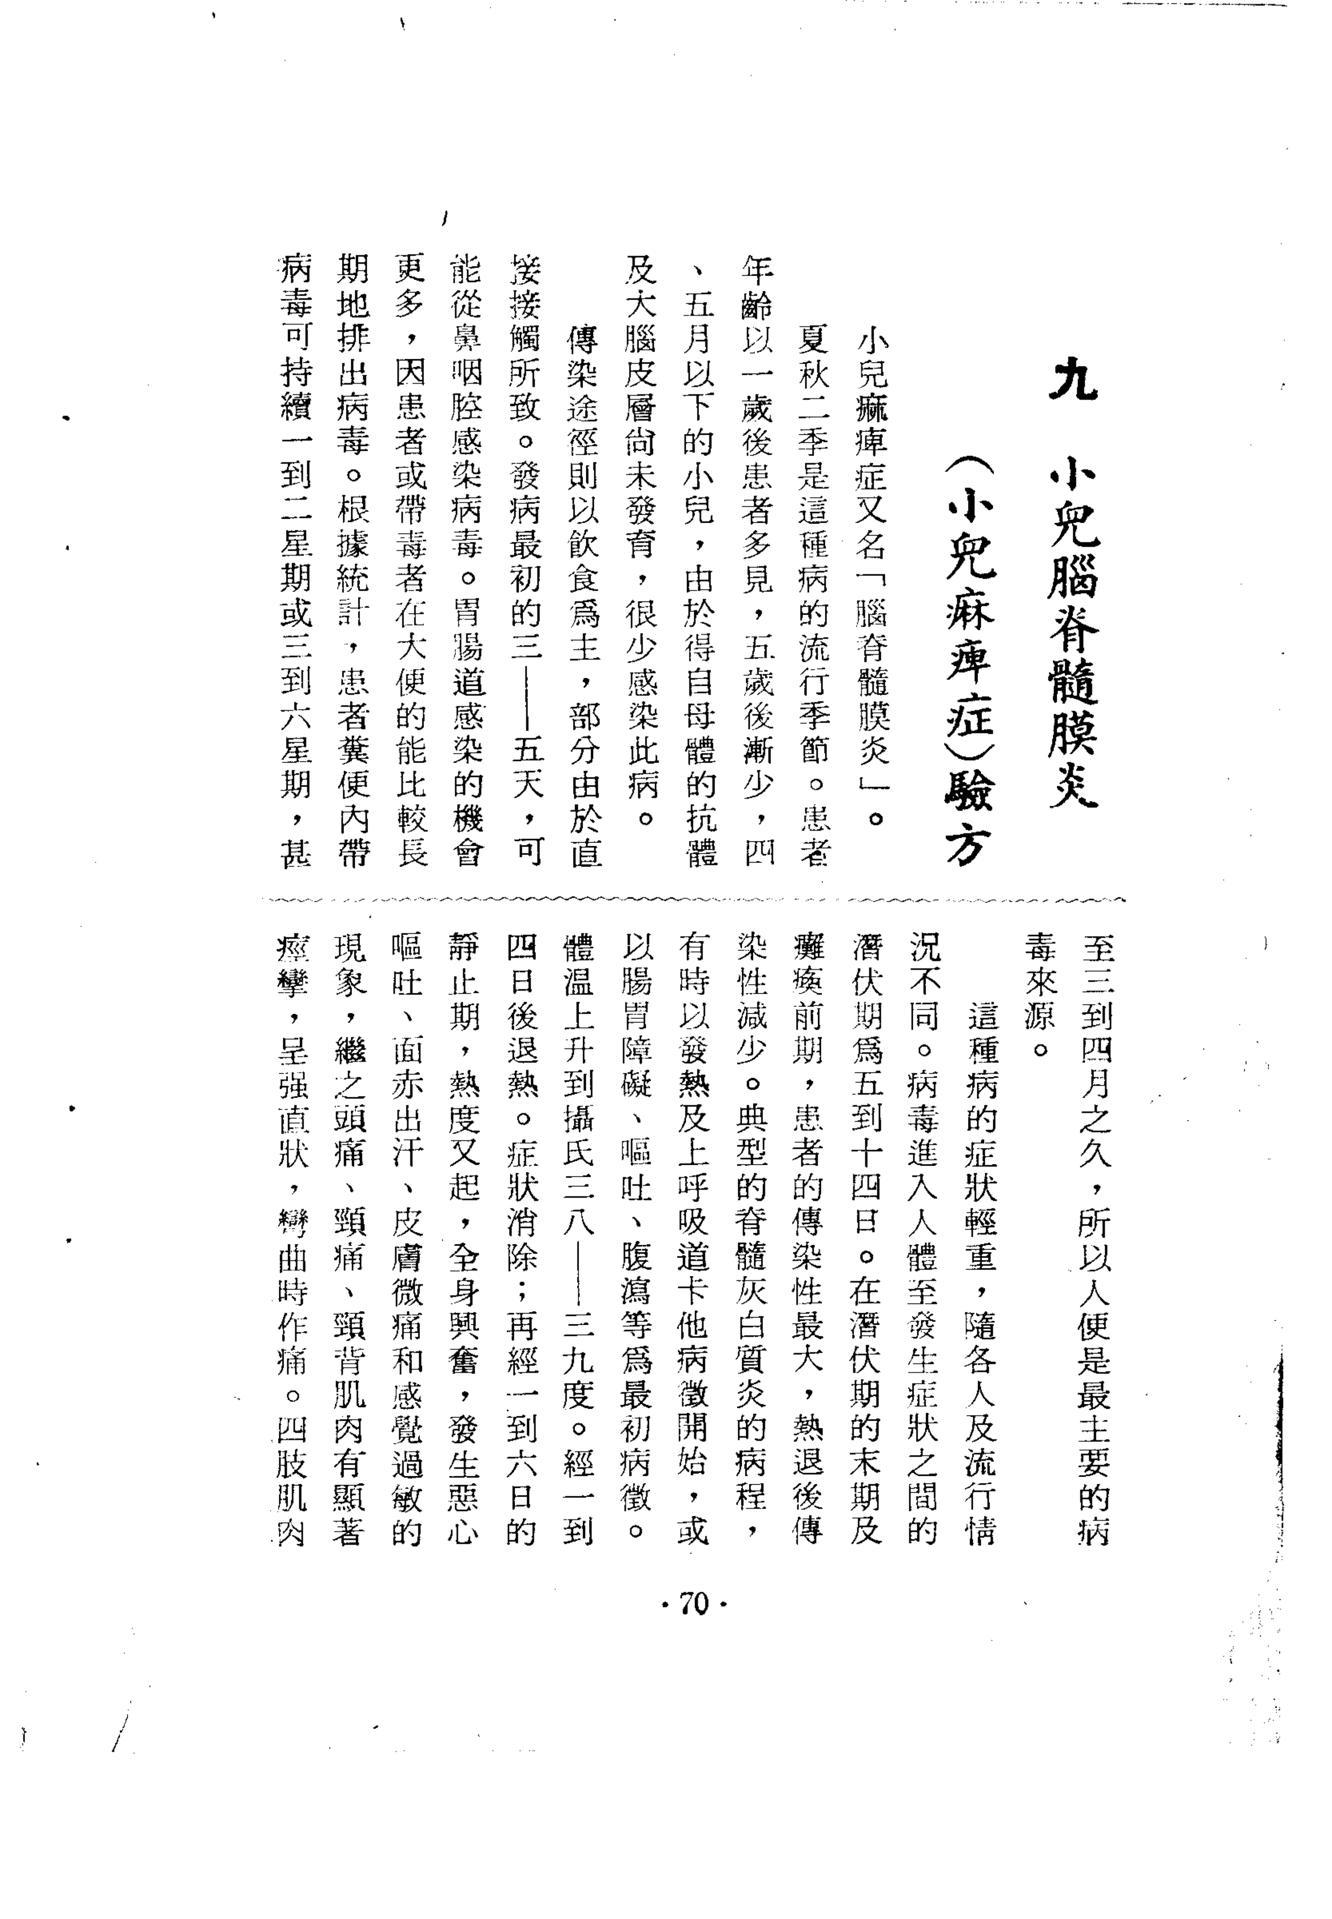 九　小兒腦脊髓膜炎
（小兒麻痺症）驗方
小兒痲痺症又名「腦脊髓膜炎」。
夏秋二季是這種病的流行季節。患者
年齡以一歲後患者多見，五歲後漸少，四
、五月以下的小兒，由於得自母體的抗體
及大腦皮層尙未發育，很少感染此病。
傳染途徑則以飲食爲主，部分由於直
接接觸所致。發病最初的三——五天，可
能從鼻咽腔感染病毒。胃腸道感染的機會
更多，因患者或帶毒者在大便的能比較長
期地排出病毒。根據統計，患者糞便內帶
病毒可持續一到二星期或三到六星期，甚
至三到四月之久，所以人便是最主要的病
毒來源。
這種病的症狀輕重，隨各人及流行情
況不同。病毒進入人體至發生症狀之間的
潛伏期爲五到十四日。在潛伏期的末期及
癱瘓前期，患者的傳染性最大，熱退後傳
染性減少。典型的脊髓灰白質炎的病程，
有時以發熱及上呼吸道卡他病徵開始，或
以腸胃障礙、嘔吐、腹瀉等爲最初病徵。
體溫上升到攝氏三八——三九度。經一到
四日後退熱。症狀消除；再經一到六日的
靜止期，熱度又起，全身興奮，發生惡心
嘔吐、面赤出汗、皮膚微痛和感覺過敏的
現象，繼之頭痛、頸痛、頸背肌肉有顯著
痙攣，呈强直狀，彎曲時作痛。四肢肌肉
·70·